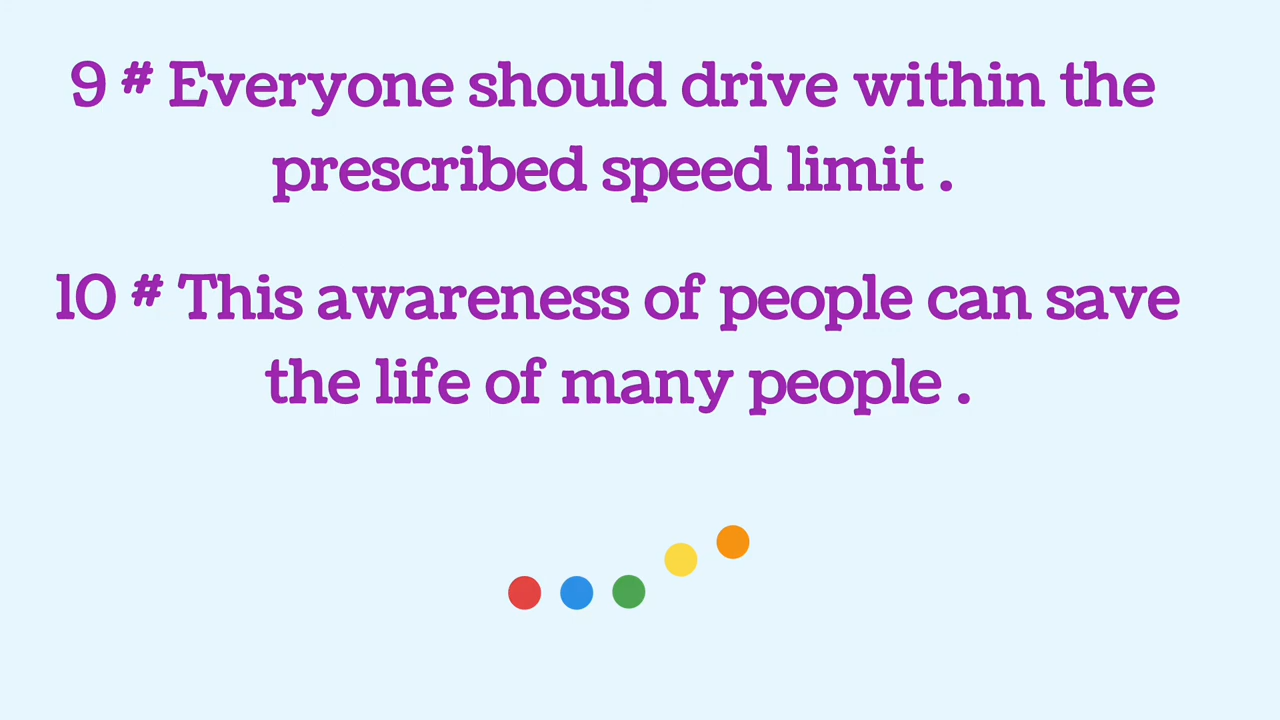 9 # Everyone should drive within the
prescribed speed limit .
10 # This awareness of people can save
the life of many people .